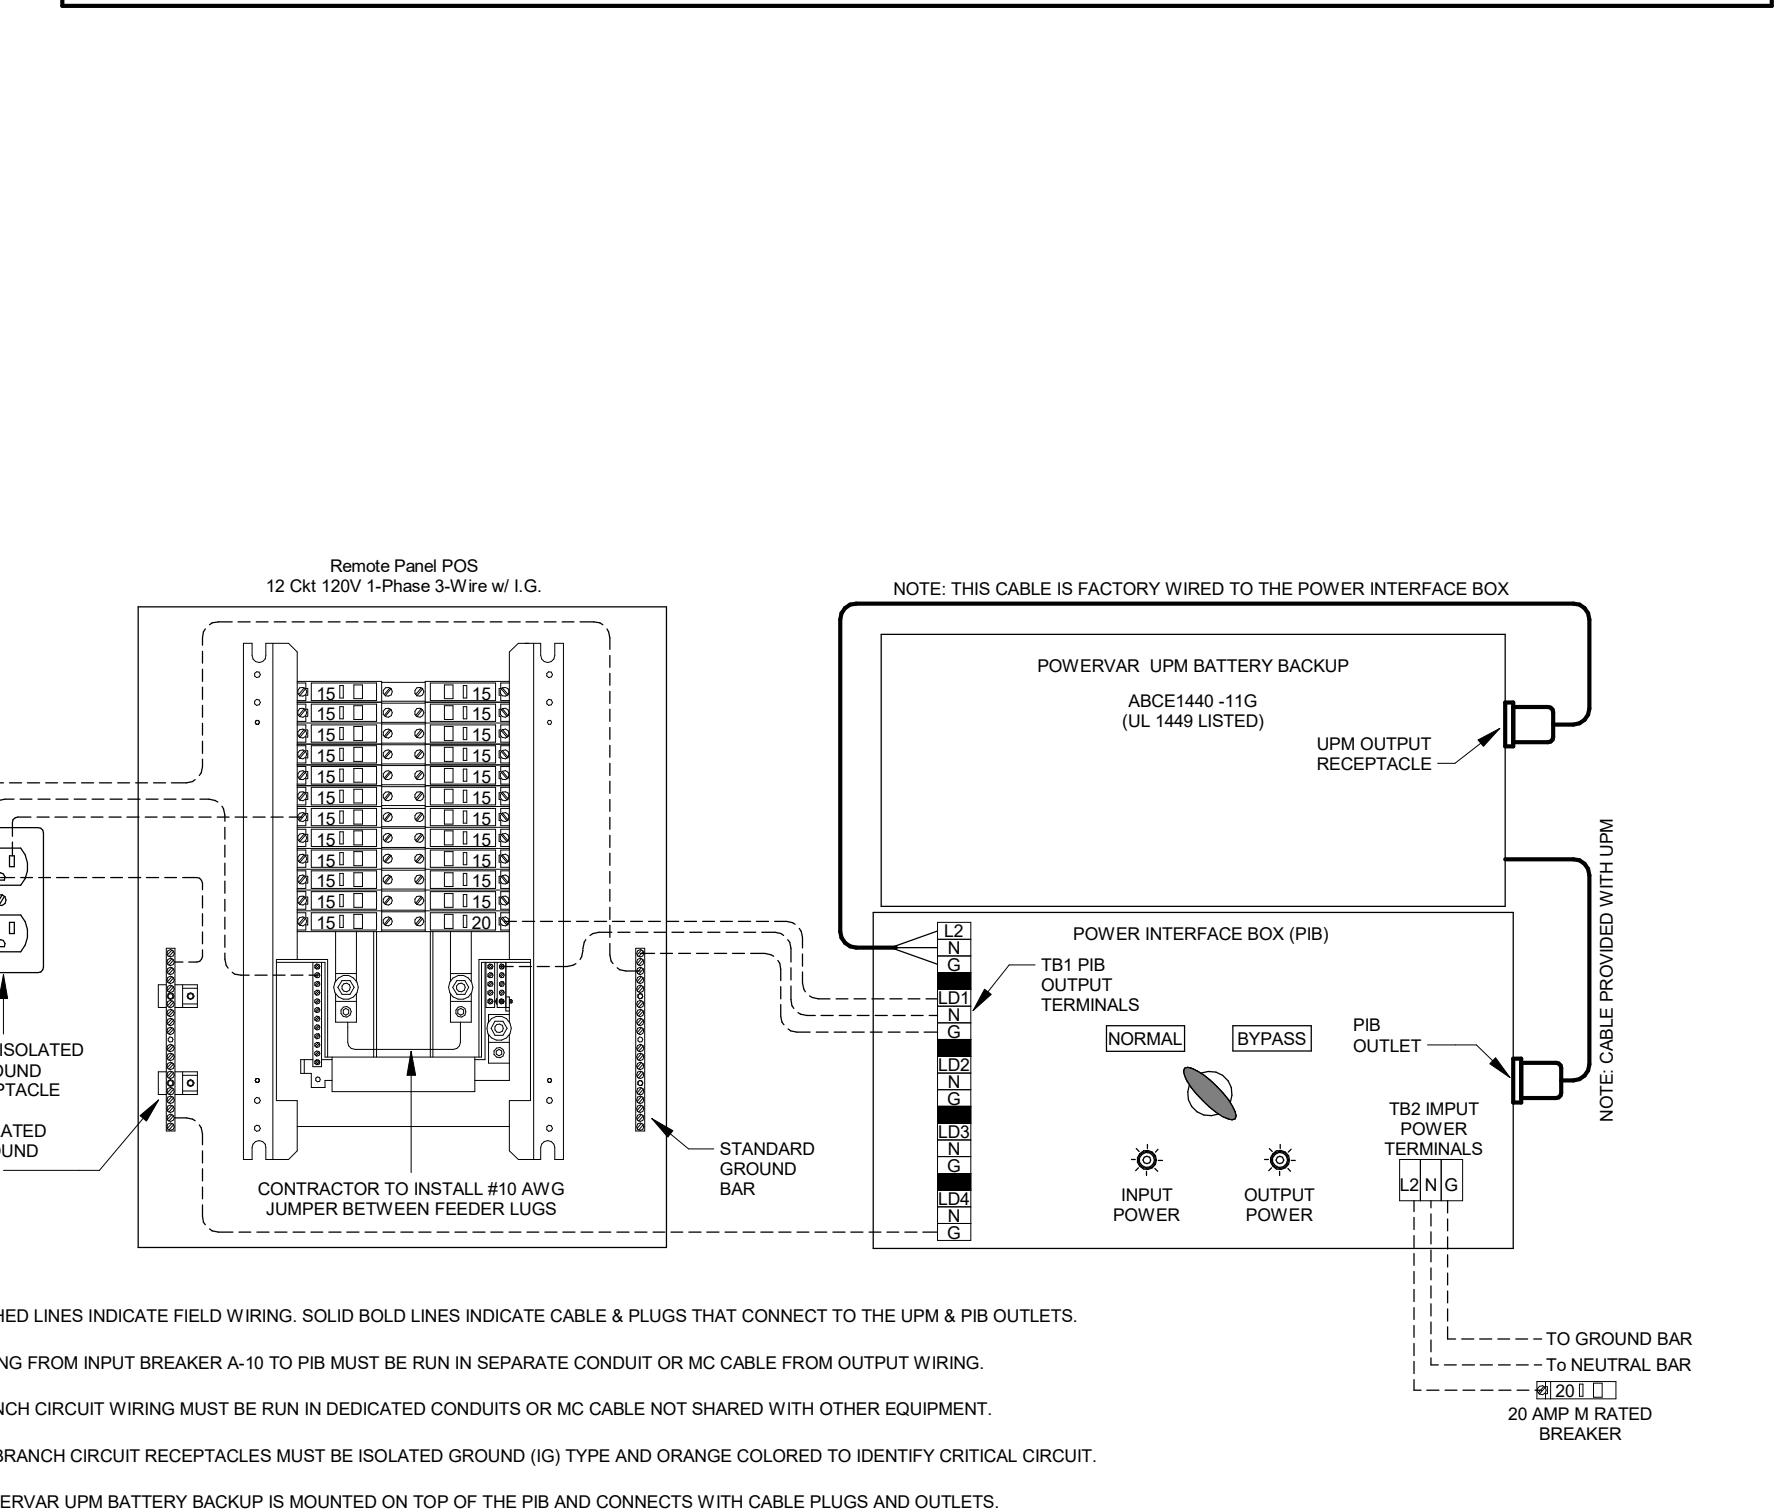 Remote Panel POS
12 Ckt 120V 1-Phase 3-Wire w/ I.G.
NOTE: THIS CABLE IS FACTORY WIRED TO THE POWER INTERFACE BOX
POWERVAR UPM BATTERY BACKUP
ABCE1440 -11G
(UL 1449 LISTED)
UPM OUTPUT
RECEPTACLE
NOTE: CABLE PROVIDED WITH UPM
15 15
15 15
15 15
15 15
15 15
15 15
15 15
15 15
15 15
15 15
15 15
15 20
L2
N
G
LD1
N
G
LD2
N
G
LD3
N
G
LD4
N
G
POWER INTERFACE BOX (PIB)
TB1 PIB
OUTPUT
TERMINALS
NORMAL
BYPASS
PIB
OUTLET
TB2 IMPUT
POWER
TERMINALS
L2 N G
INPUT
POWER
OUTPUT
POWER
ISOLATED
OUND
PTACLE
ATED
OUND
STANDARD
GROUND
BAR
CONTRACTOR TO INSTALL #10 AWG
JUMPER BETWEEN FEEDER LUGS
TO GROUND BAR
To NEUTRAL BAR
20
20 AMP M RATED
BREAKER
HED LINES INDICATE FIELD WIRING. SOLID BOLD LINES INDICATE CABLE & PLUGS THAT CONNECT TO THE UPM & PIB OUTLETS.
NG FROM INPUT BREAKER A-10 TO PIB MUST BE RUN IN SEPARATE CONDUIT OR MC CABLE FROM OUTPUT WIRING.
NCH CIRCUIT WIRING MUST BE RUN IN DEDICATED CONDUITS OR MC CABLE NOT SHARED WITH OTHER EQUIPMENT.
BRANCH CIRCUIT RECEPTACLES MUST BE ISOLATED GROUND (IG) TYPE AND ORANGE COLORED TO IDENTIFY CRITICAL CIRCUIT.
ERVAR UPM BATTERY BACKUP IS MOUNTED ON TOP OF THE PIB AND CONNECTS WITH CABLE PLUGS AND OUTLETS.